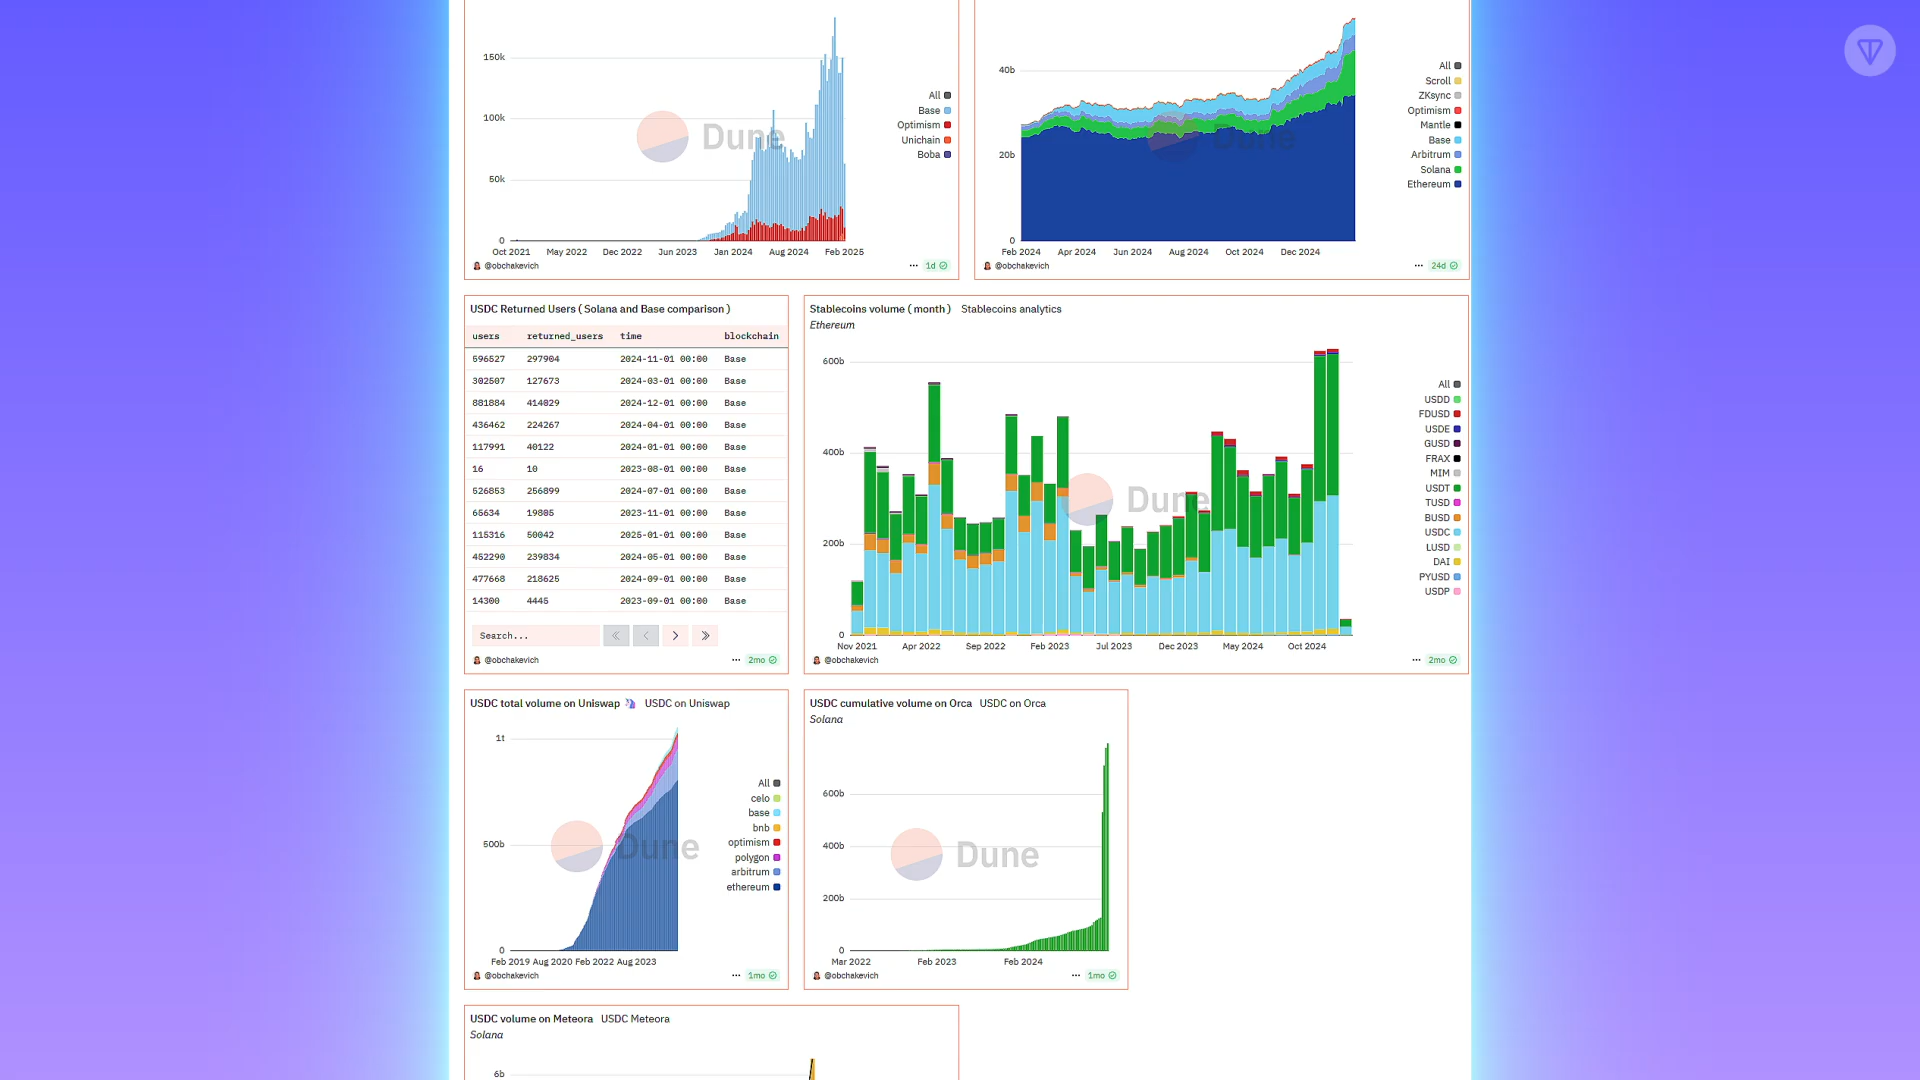 150k
100k
50k
0
Oct 2021 May 2022 Dec 2022 Jun 2023 Jan 2024 Aug 2024 Feb 2025
All
Base
Optimism
Unichain
Boba
Dune
@obchakevich
1d
40b
20b
0
Feb 2024 Apr 2024 Jun 2024 Aug 2024 Oct 2024 Dec 2024
All
Scroll
ZKsync
Optimism
Mantle
Base
Arbitrum
Solana
Ethereum
Dune
@obchakevich
24d
USDC Returned Users ( Solana and Base comparison )
users returned_users time blockchain
596527 297904 2024-11-01 00:00 Base
302507 127673 2024-03-01 00:00 Base
881884 414029 2024-12-01 00:00 Base
436462 224267 2024-04-01 00:00 Base
117991 40122 2024-01-01 00:00 Base
16 10 2023-08-01 00:00 Base
526853 256899 2024-07-01 00:00 Base
65634 19805 2023-11-01 00:00 Base
115316 50042 2025-01-01 00:00 Base
452290 239834 2024-05-01 00:00 Base
477668 218625 2024-09-01 00:00 Base
14300 4445 2023-09-01 00:00 Base
Search...
@obchakevich
2mo
Stablecoins volume ( month ) Stablecoins analytics
Ethereum
600b
400b
200b
0
Nov 2021 Apr 2022 Sep 2022 Feb 2023 Jul 2023 Dec 2023 May 2024 Oct 2024
All
USDD
FDUSD
USDE
GUSD
FRAX
MIM
USDT
TUSD
BUSD
USDC
LUSD
DAI
PYUSD
USDP
Dune
@obchakevich
2mo
USDC total volume on Uniswap 🦄 USDC on Uniswap
1t
500b
0
Feb 2019 Aug 2020 Feb 2022 Aug 2023
All
celo
base
bnb
optimism
polygon
arbitrum
ethereum
Dune
@obchakevich
1mo
USDC cumulative volume on Orca USDC on Orca
Solana
600b
400b
200b
0
Mar 2022 Feb 2023 Feb 2024
Dune
@obchakevich
1mo
USDC volume on Meteora USDC Meteora
Solana
6b